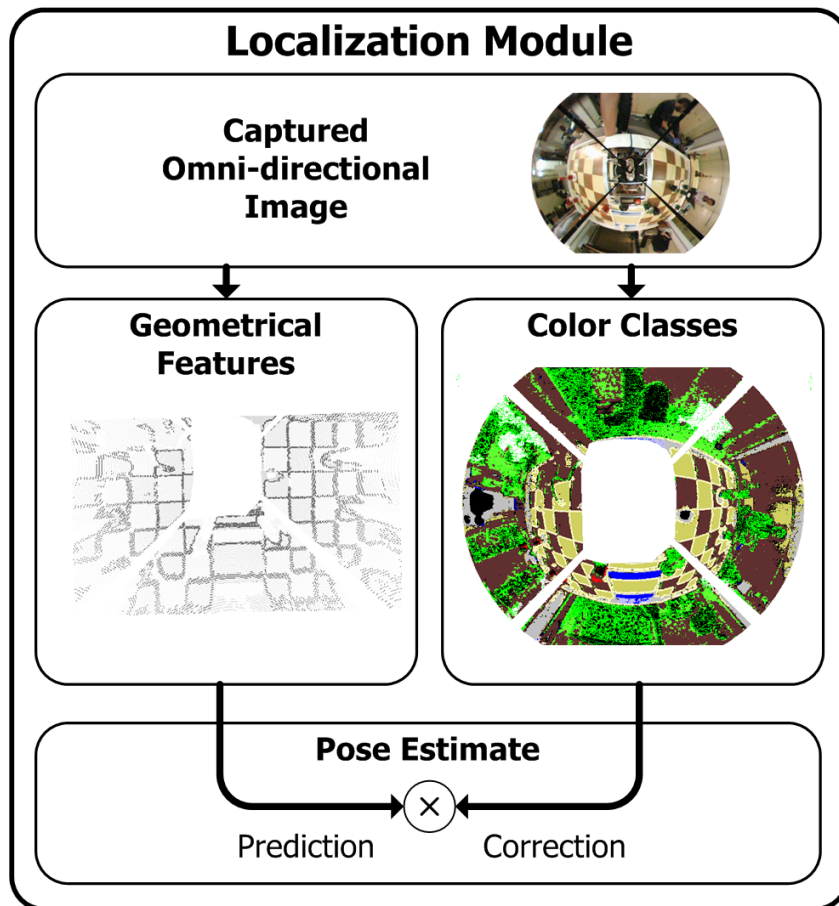 Localization Module
Captured
Omni-directional
Image
Geometrical
Features
Color Classes
Pose Estimate
Prediction
Correction